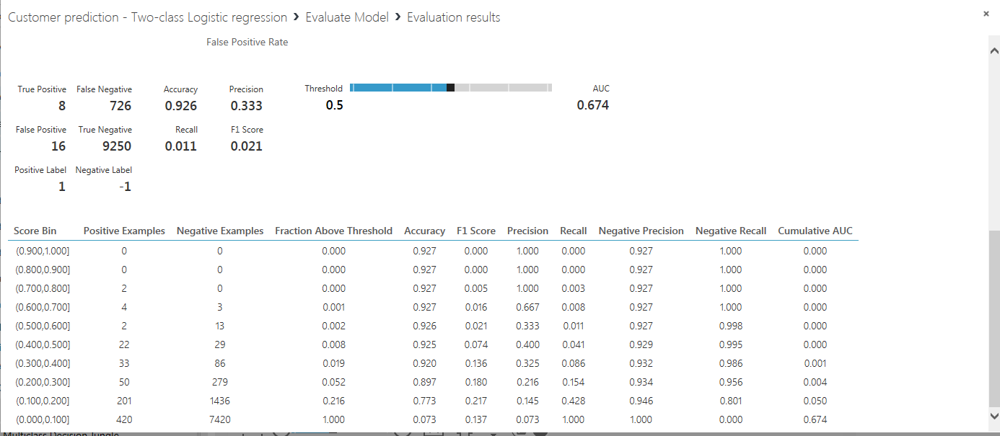 Customer prediction - Two-class Logistic regression › Evaluate Model › Evaluation results ×
False Positive Rate
True Positive False Negative Accuracy Precision Threshold AUC
8 726 0.926 0.333 0.5 0.674
False Positive True Negative Recall F1 Score
16 9250 0.011 0.021
Positive Label Negative Label
1 -1
Score Bin Positive Examples Negative Examples Fraction Above Threshold Accuracy F1 Score Precision Recall Negative Precision Negative Recall Cumulative AUC
(0.900,1.000] 0 0 0.000 0.927 0.000 1.000 0.000 0.927 1.000 0.000
(0.800,0.900] 0 0 0.000 0.927 0.000 1.000 0.000 0.927 1.000 0.000
(0.700,0.800] 2 0 0.000 0.927 0.005 1.000 0.003 0.927 1.000 0.000
(0.600,0.700] 4 3 0.001 0.927 0.016 0.667 0.008 0.927 1.000 0.000
(0.500,0.600] 2 13 0.002 0.926 0.021 0.333 0.011 0.927 0.998 0.000
(0.400,0.500] 22 29 0.008 0.925 0.074 0.400 0.041 0.929 0.995 0.000
(0.300,0.400] 33 86 0.019 0.920 0.136 0.325 0.086 0.932 0.986 0.001
(0.200,0.300] 50 279 0.052 0.897 0.180 0.216 0.154 0.934 0.956 0.004
(0.100,0.200] 201 1436 0.216 0.773 0.217 0.145 0.428 0.946 0.801 0.050
(0.000,0.100] 420 7420 1.000 0.073 0.137 0.073 1.000 1.000 0.000 0.674
Multiclass Decision Jungle